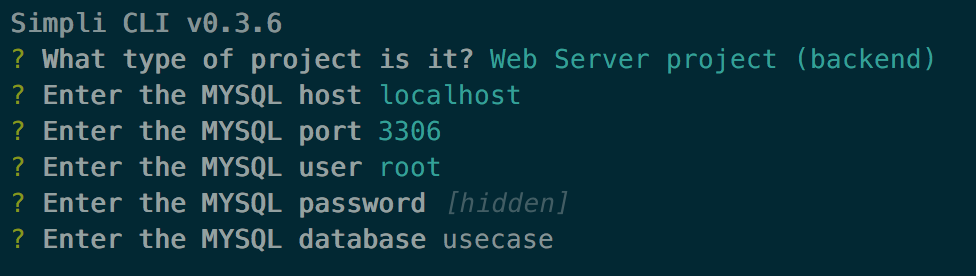 Simpli CLI v0.3.6
? What type of project is it? Web Server project (backend)
? Enter the MYSQL host localhost
? Enter the MYSQL port 3306
? Enter the MYSQL user root
? Enter the MYSQL password [hidden]
? Enter the MYSQL database usecase